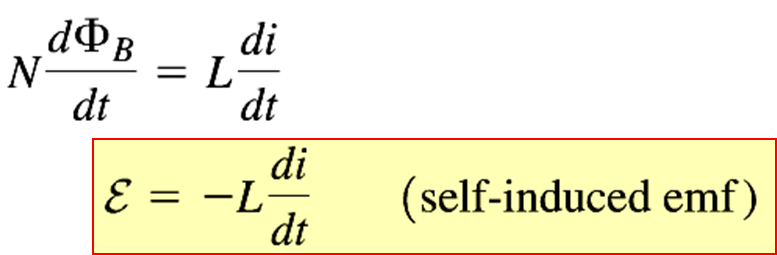 N dΦ_B/dt = L di/dt
ℰ = −L di/dt (self-induced emf)